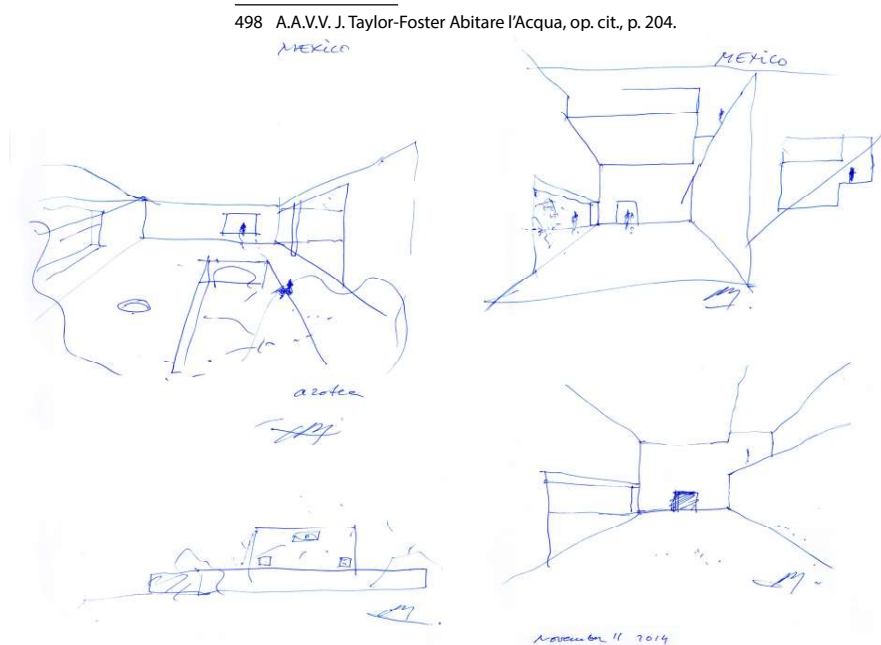 498 A.A.V.V. J. Taylor-Foster Abitare l’Acqua, op. cit., p. 204.
MEXICO
MEXICO
azotea
November 11 2014